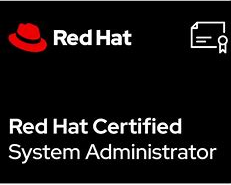 Red Hat
Red Hat Certified
System Administrator